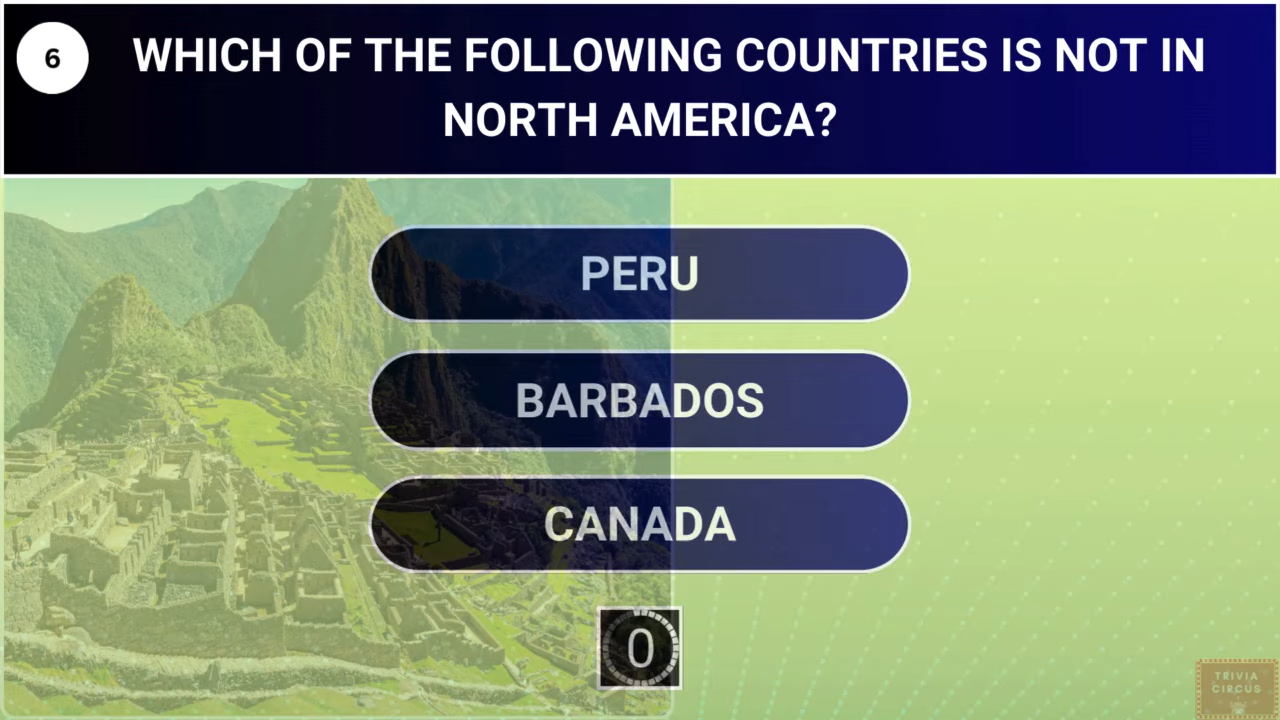 6
WHICH OF THE FOLLOWING COUNTRIES IS NOT IN
NORTH AMERICA?
PERU
BARBADOS
CANADA
0
TRIVIA
CIRCUS